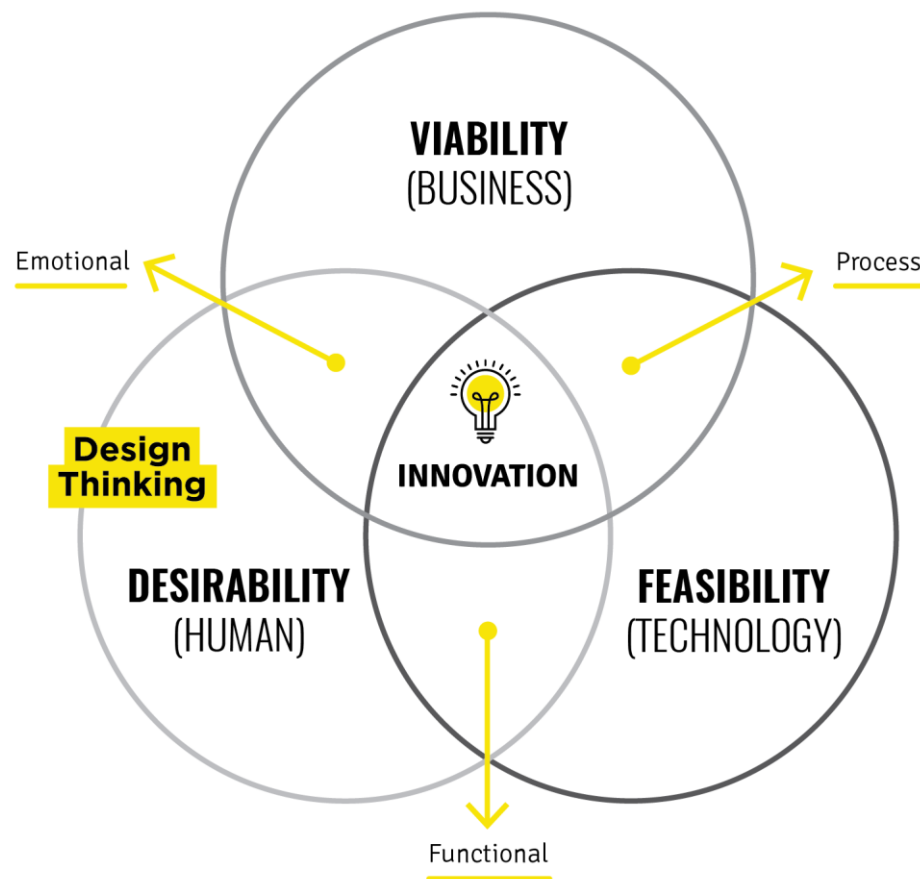 VIABILITY
(BUSINESS)
Emotional
Process
INNOVATION
Design
Thinking
DESIRABILITY
(HUMAN)
FEASIBILITY
(TECHNOLOGY)
Functional